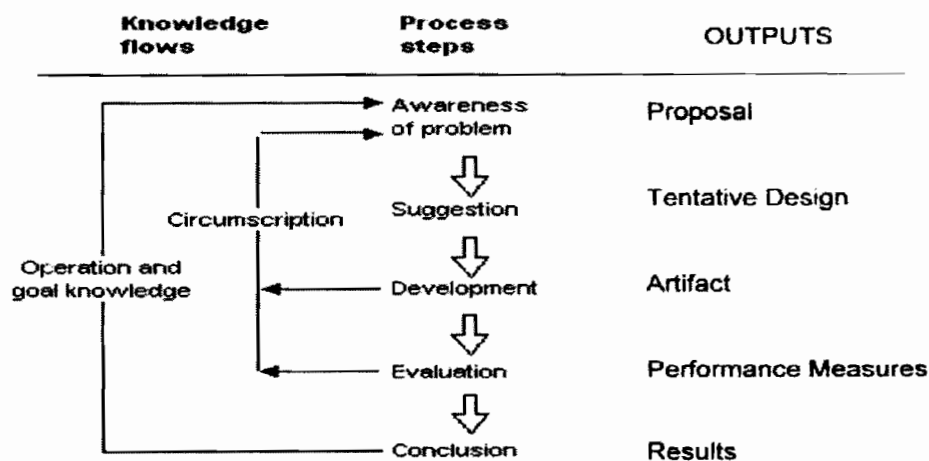 Knowledge flows
Process steps
OUTPUTS
Awareness of problem
Proposal
Suggestion
Tentative Design
Circumscription
Operation and goal knowledge
Development
Artifact
Evaluation
Performance Measures
Conclusion
Results